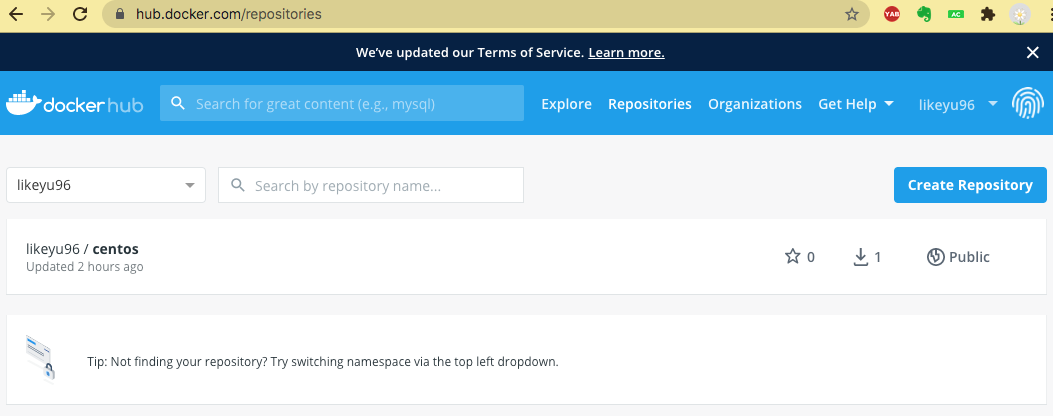 hub.docker.com/repositories
YAB
AC
We've updated our Terms of Service. Learn more.
dockerhub
Search for great content (e.g., mysql)
Explore
Repositories
Organizations
Get Help
likeyu96
likeyu96
Search by repository name...
Create Repository
likeyu96 / centos
0
1
Public
Updated 2 hours ago
Tip: Not finding your repository? Try switching namespace via the top left dropdown.